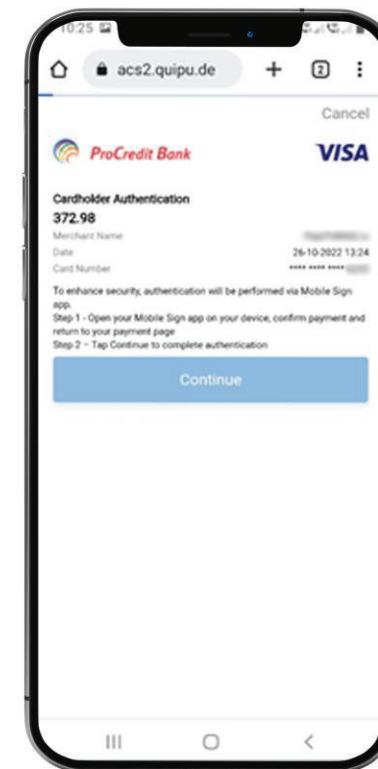 10:25
acs2.quipu.de
2
Cancel
ProCredit Bank
VISA
Cardholder Authentication
372.98
Merchant Name
Date 26-10-2022 13:24
Card Number **** **** ****
To enhance security, authentication will be performed via Mobile Sign
app.
Step 1 - Open your Mobile Sign app on your device, confirm payment and
return to your payment page
Step 2 – Tap Continue to complete authentication
Continue